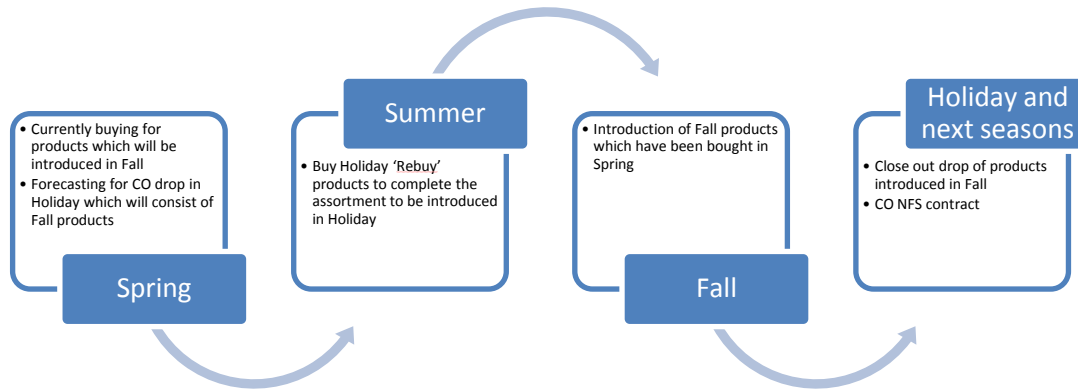 • Currently buying for
products which will be
introduced in Fall
• Forecasting for CO drop in
Holiday which will consist of
Fall products
Spring
Summer
• Buy Holiday ‘Rebuy’
products to complete the
assortment to be introduced
in Holiday
• Introduction of Fall products
which have been bought in
Spring
Fall
Holiday and
next seasons
• Close out drop of products
introduced in Fall
• CO NFS contract